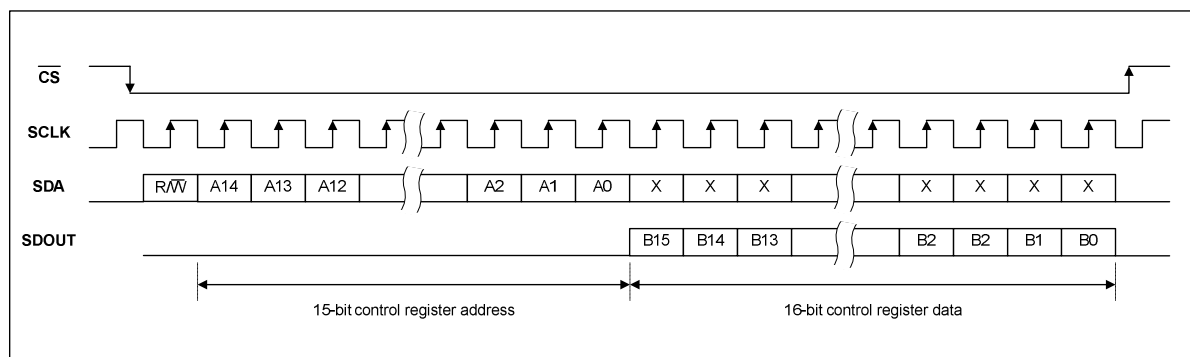 CS
SCLK
SDA R/W A14 A13 A12 A2 A1 A0 X X X X X X X
SDOUT B15 B14 B13 B2 B2 B1 B0
15-bit control register address 16-bit control register data